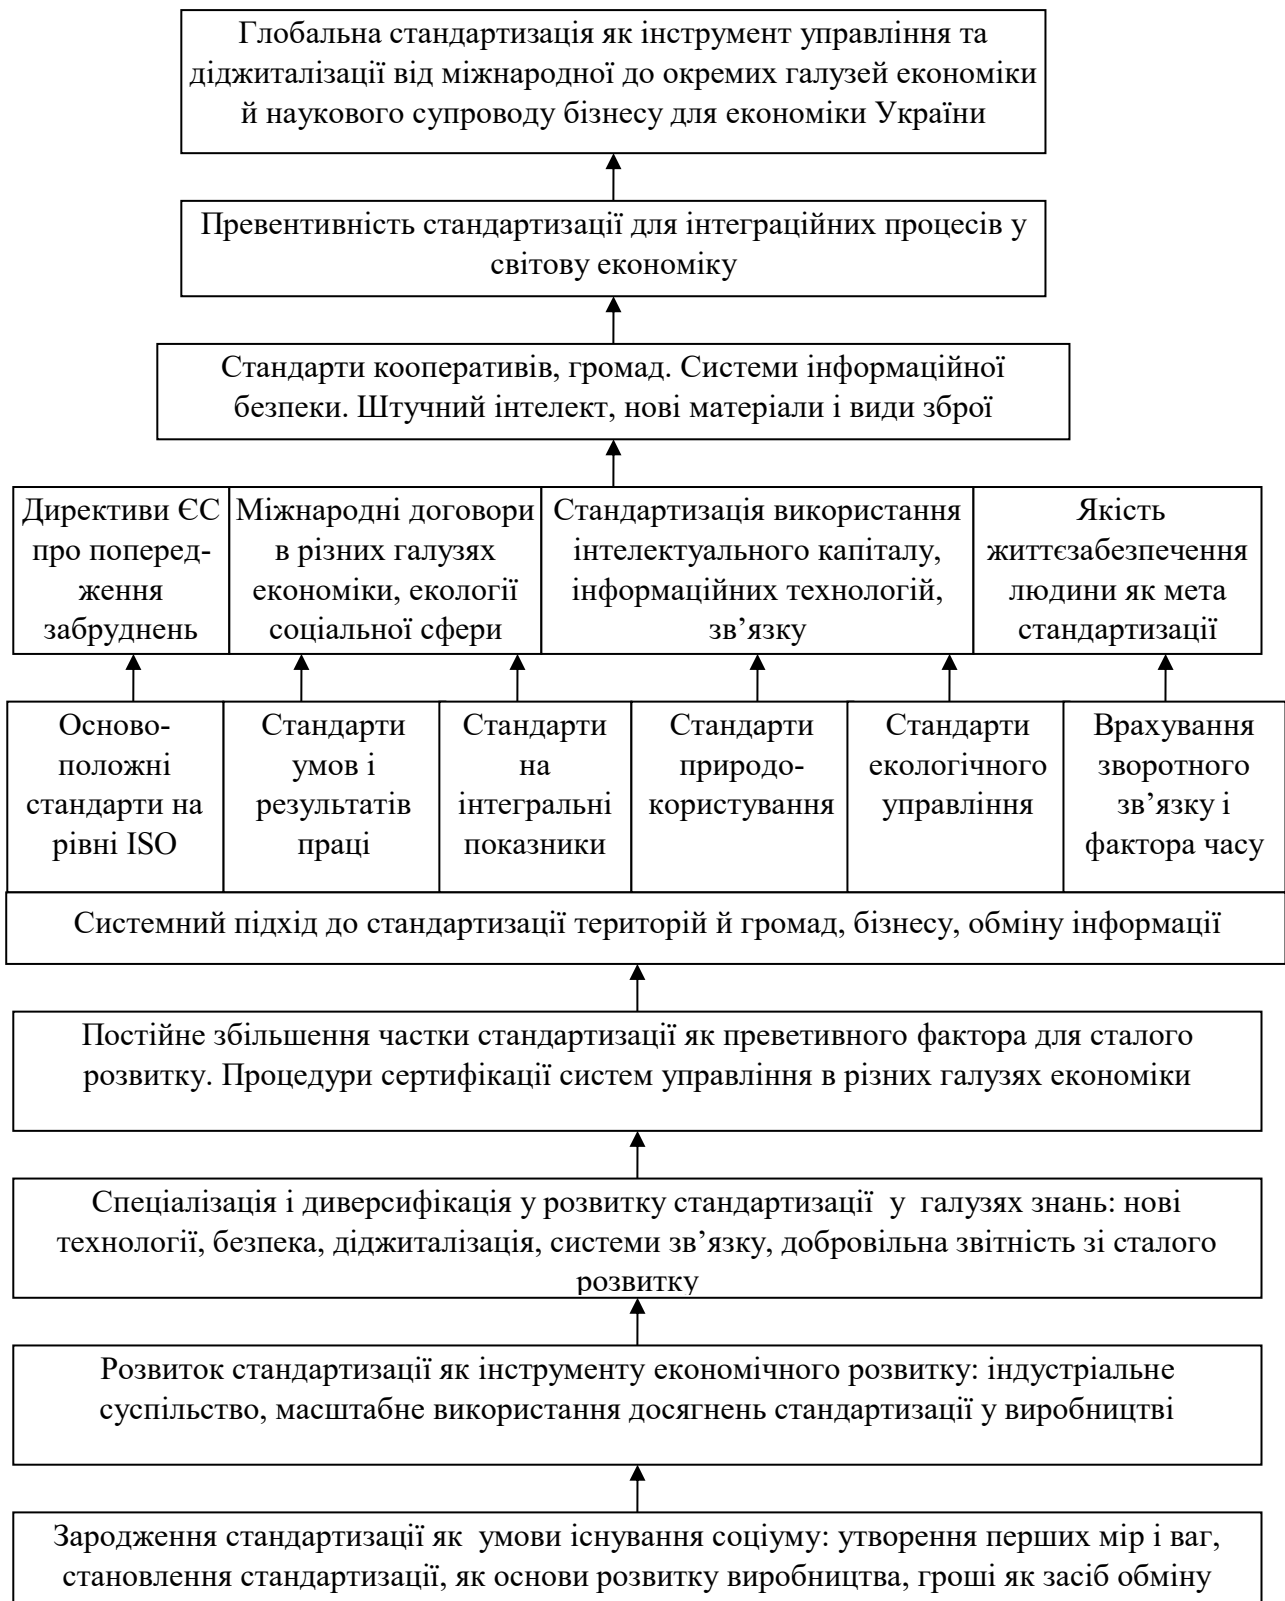 Глобальна стандартизація як інструмент управління та
діджиталізації від міжнародної до окремих галузей економіки
й наукового супроводу бізнесу для економіки України
Превентивність стандартизації для інтеграційних процесів у
світову економіку
Стандарти кооперативів, громад. Системи інформаційної
безпеки. Штучний інтелект, нові матеріали і види зброї
Директиви ЄС
про поперед-
ження
забруднень
Міжнародні договори
в різних галузях
економіки, екології
соціальної сфери
Стандартизація використання
інтелектуального капіталу,
інформаційних технологій,
зв’язку
Якість
життєзабезпечення
людини як мета
стандартизації
Осново-
положні
стандарти на
рівні ISO
Стандарти
умов і
результатів
праці
Стандарти
на
інтегральні
показники
Стандарти
природо-
користування
Стандарти
екологічного
управління
Врахування
зворотного
зв’язку і
фактора часу
Системний підхід до стандартизації територій й громад, бізнесу, обміну інформації
Постійне збільшення частки стандартизації як преветивного фактора для сталого
розвитку. Процедури сертифікації систем управління в різних галузях економіки
Спеціалізація і диверсифікація у розвитку стандартизації у галузях знань: нові
технології, безпека, діджиталізація, системи зв’язку, добровільна звітність зі сталого
розвитку
Розвиток стандартизації як інструменту економічного розвитку: індустріальне
суспільство, масштабне використання досягнень стандартизації у виробництві
Зародження стандартизації як умови існування соціуму: утворення перших мір і ваг,
становлення стандартизації, як основи розвитку виробництва, гроші як засіб обміну